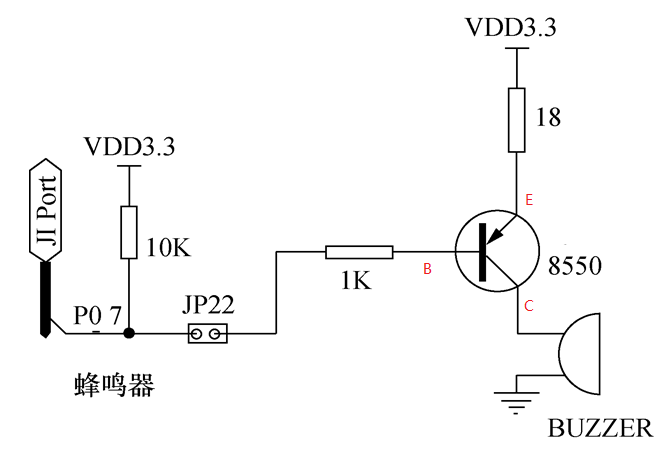 VDD3.3
18
VDD3.3
JI Port
E
10K
B
8550
1K
JP22
C
P0_7
蜂鸣器
BUZZER